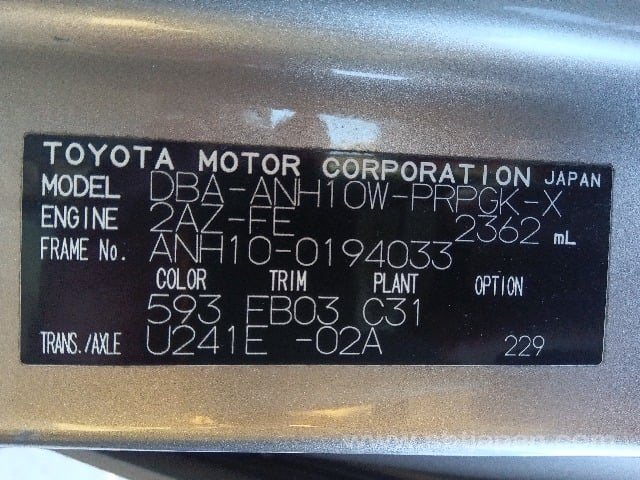 TOYOTA MOTOR CORPORATION JAPAN
MODEL DBA-ANH10W-PRPGK-X
ENGINE 2AZ-FE 2362 mL
FRAME No. ANH10-0194033
COLOR TRIM PLANT OPTION
593 FB03 C31
TRANS./AXLE U241E -02A 229